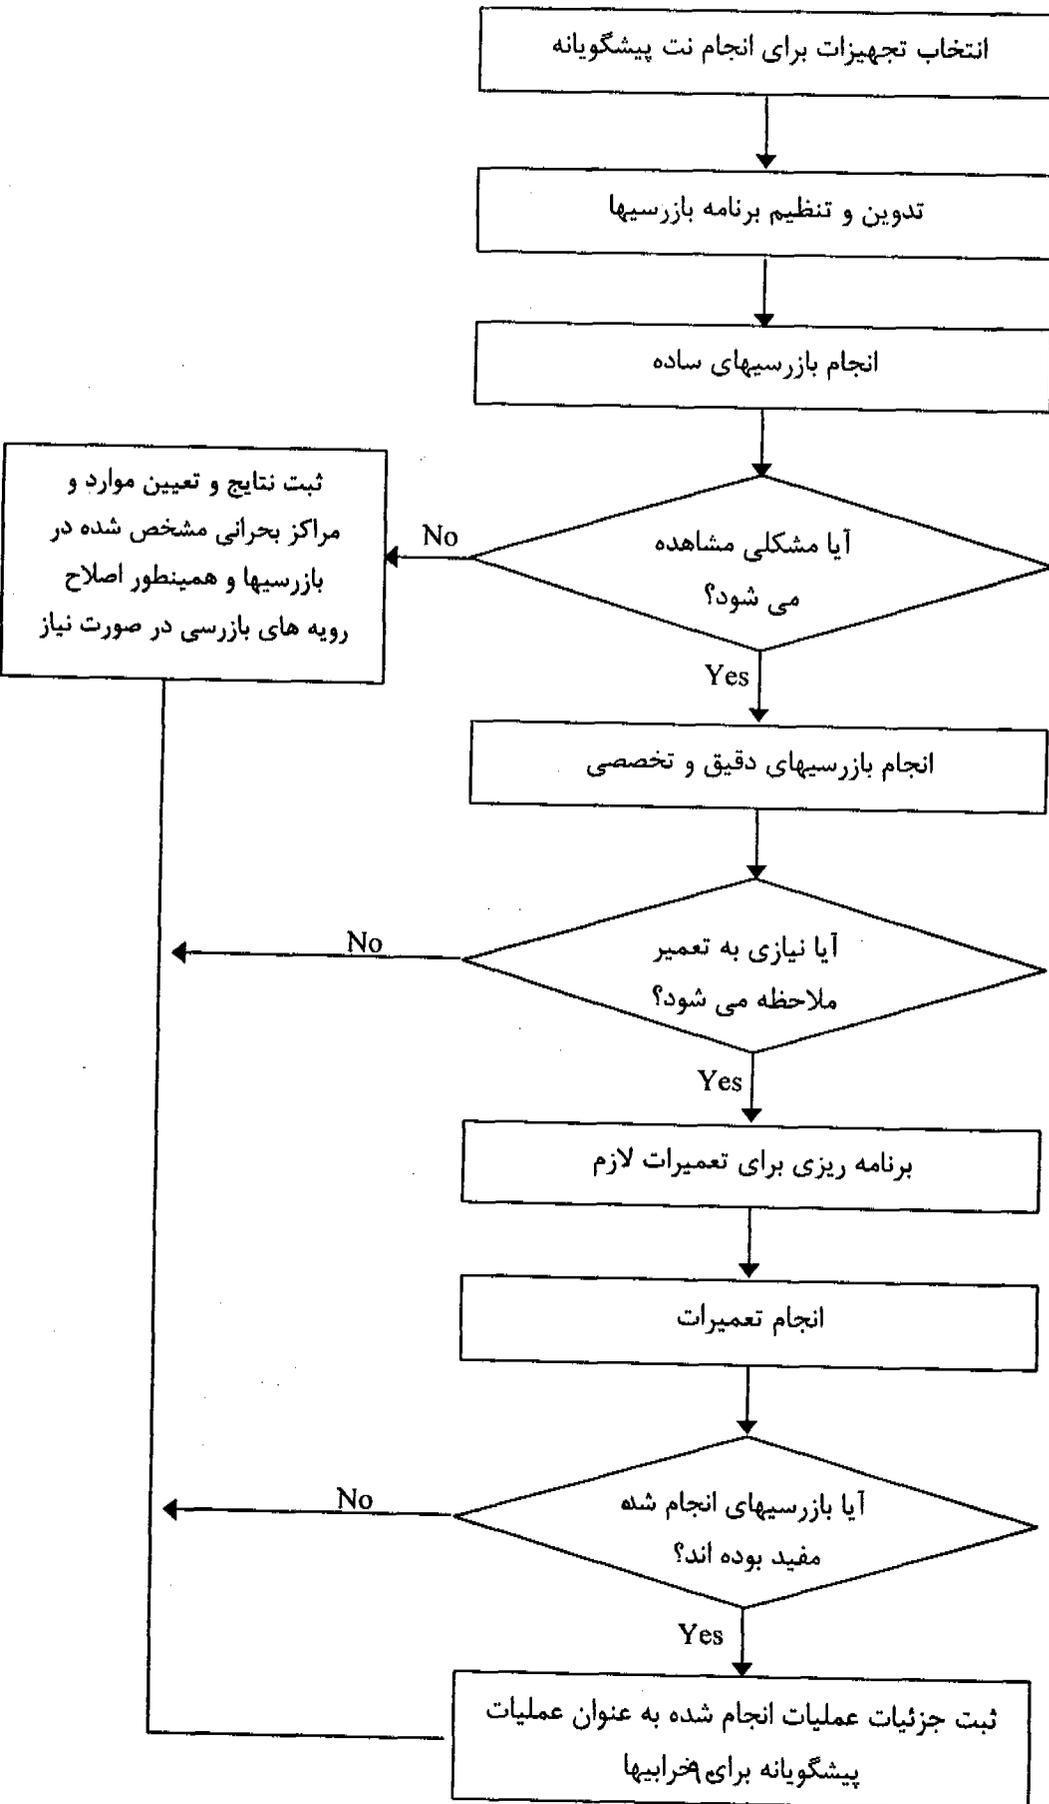 انتخاب تجهیزات برای انجام نت پیشگویانه
تدوین و تنظیم برنامه بازرسیها
انجام بازرسیهای ساده
آیا مشکلی مشاهده
می شود؟
No
ثبت نتایج و تعیین موارد و
مراکز بحرانی مشخص شده در
بازرسیها و همینطور اصلاح
رویه های بازرسی در صورت نیاز
Yes
انجام بازرسیهای دقیق و تخصصی
آیا نیازی به تعمیر
ملاحظه می شود؟
No
Yes
برنامه ریزی برای تعمیرات لازم
انجام تعمیرات
آیا بازرسیهای انجام شده
مفید بوده اند؟
No
Yes
ثبت جزئیات عملیات انجام شده به عنوان عملیات
پیشگویانه برای خرابیها